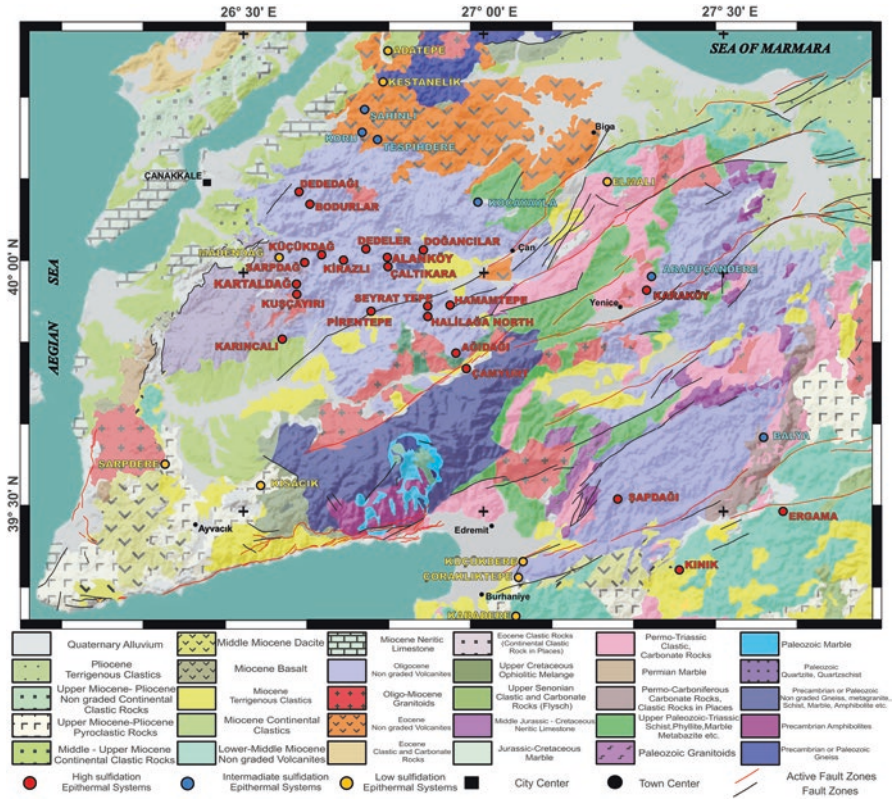 26° 30' E
27° 00' E
27° 30' E
SEA OF MARMARA
ADATEPE
KESTANELIK
ŞAHİNLİ
KORU
TESPIHDERE
Biga
ÇANAKKALE
DEDEDAĞI
BODURLAR
KOCAYAYLA
ELMALI
40° 00' N
AEGIAN SEA
MADENDAG
KÜÇÜKDAĞ
DEDELER
DOĞANCILAR
Çan
SARPDAĞ
KİRAZLI
ALANKÖY
ÇALTIKARA
ARAPUÇANDERE
KARTALDAĞ
KARAKÖY
KUŞÇAYIRI
SEYRAT TEPE
HAMAMTEPE
Yenice
PİRENTEPE
HALİLAĞA NORTH
KARINCALI
AĞIDAĞI
ÇAMYURT
BALYA
ŞARPDERE
KISACIK
39° 30' N
ŞAPDAĞI
ERGAMA
Ayvacık
Edremit
KÜÇÜKDERE
ÇORAKLIKTEPE
KINIK
Burhaniye
KARADERE
Quaternary Alluvium
Pliocene
Terrigenous Clastics
Upper Miocene- Pliocene
Non graded Continental
Clastic Rocks
Upper Miocene-Pliocene
Pyroclastic Rocks
Middle - Upper Miocene
Continental Clastic Rocks
Middle Miocene Dacite
Miocene Basalt
Miocene
Terrigenous Clastics
Miocene Continental
Clastics
Lower-Middle Miocene
Non graded Volcanites
Miocene Neritic
Limestone
Oligocene
Non graded Volcanites
Oligo-Miocene
Granitoids
Eocene
Non graded Volcanites
Eocene
Clastic and Carbonate
Rocks
Eocene Clastic Rocks
(Continental Clastic
Rock in Places)
Upper Cretaceous
Ophiolitic Melange
Upper Senonian
Clastic and Carbonate
Rocks (Flysch)
Middle Jurassic - Cretaceous
Neritic Limestone
Jurassic-Cretaceous
Marble
Permo-Triassic
Clastic,
Carbonate Rocks
Permian Marble
Permo-Carboniferous
Carbonate Rocks,
Clastic Rocks in Places
Upper Paleozoic-Triassic
Schist,Phyllite,Marble
Metabazite etc.
Paleozoic Granitoids
Paleozoic Marble
Paleozoic
Quartzite, Quartzschist
Precambrian or Paleozoic
Non graded Gneiss, metagranite,
Schist, Marble, Amphibolite etc.
Precambrian Amphibolites
Precambrian or Paleozoic
Gneiss
High sulfidation
Epithermal Systems
Intermadiate sulfidation
Epithermal Systems
Low sulfidation
Epithermal Systems
City Center
Town Center
Active Fault Zones
Fault Zones